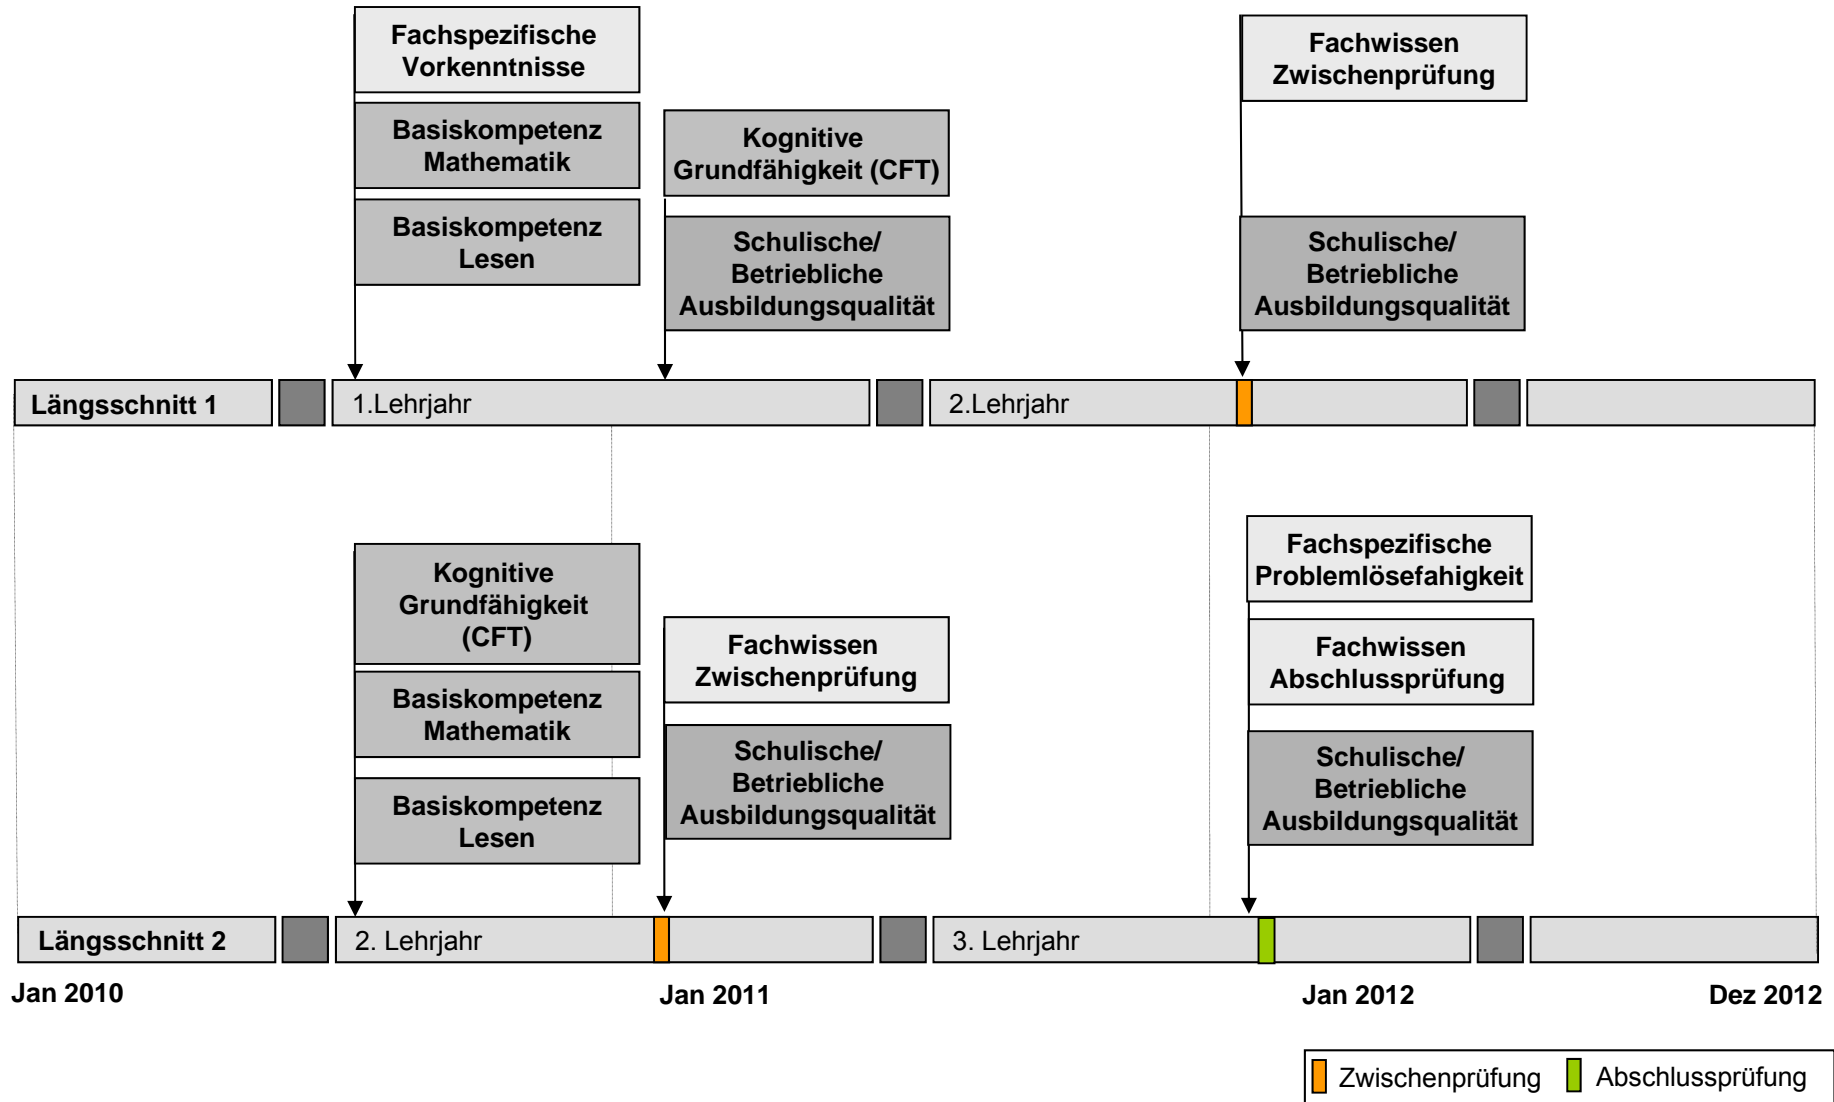 Fachspezifische
Vorkenntnisse
Basiskompetenz
Mathematik
Basiskompetenz
Lesen
Kognitive
Grundfähigkeit (CFT)
Schulische/
Betriebliche
Ausbildungsqualität
Fachwissen
Zwischenprüfung
Schulische/
Betriebliche
Ausbildungsqualität
Längsschnitt 1
1.Lehrjahr
2.Lehrjahr
Kognitive
Grundfähigkeit
(CFT)
Basiskompetenz
Mathematik
Basiskompetenz
Lesen
Fachwissen
Zwischenprüfung
Schulische/
Betriebliche
Ausbildungsqualität
Fachspezifische
Problemlösefahigkeit
Fachwissen
Abschlussprüfung
Schulische/
Betriebliche
Ausbildungsqualität
Längsschnitt 2
2. Lehrjahr
3. Lehrjahr
Jan 2010
Jan 2011
Jan 2012
Dez 2012
Zwischenprüfung
Abschlussprüfung